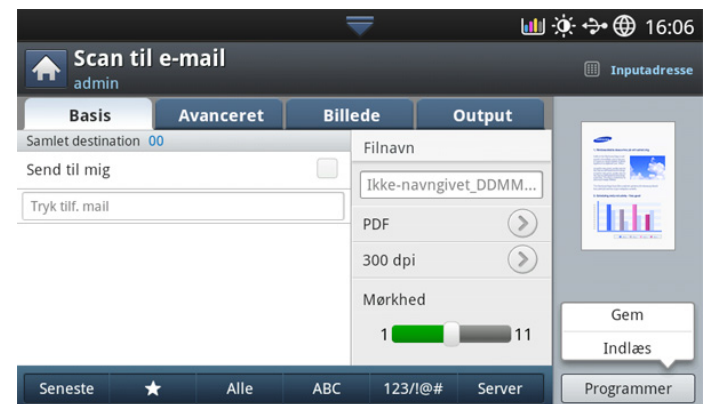 16:06
Scan til e-mail
admin
Inputadresse
Basis
Avanceret
Billede
Output
Samlet destination 00
Send til mig
Tryk tilf. mail
Filnavn
Ikke-navngivet_DDMM...
PDF
300 dpi
Mørkhed
1
11
Gem
Indlæs
Seneste
Alle
ABC
123/!@#
Server
Programmer